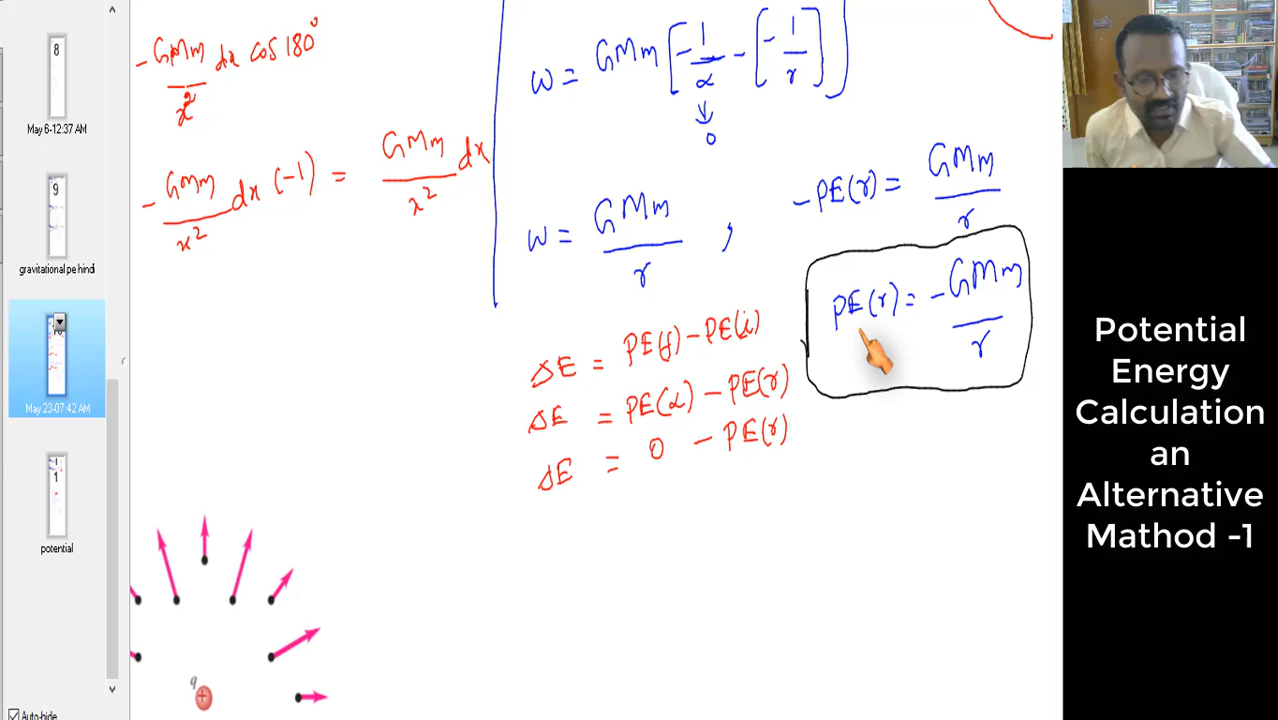 8
May 6-12:37 AM
9
gravitational pe hindi
May 23-07:42 AM
1
potential
Auto-hide
-GMm/x² dx cos 180°
-GMm/x² dx (-1) = GMm/x² dx
W = GMm [-1/α - [-1/r]]
↓
0
W = GMm/r , -PE(r) = GMm/r
PE(r) = -GMm/r
ΔE = PE(f) - PE(i)
ΔE = PE(α) - PE(r)
ΔE = 0 - PE(r)
q
+
Potential
Energy
Calculation
an
Alternative
Mathod -1